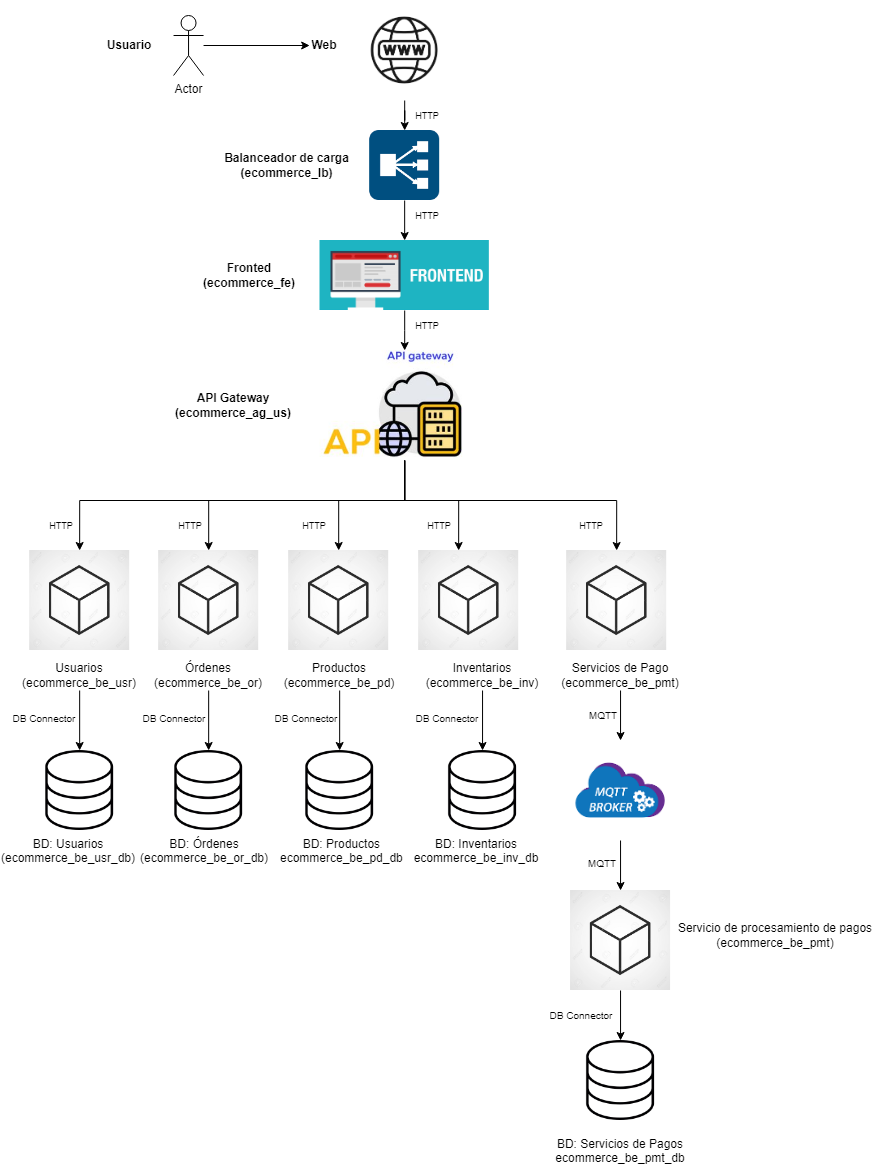 Usuario
Web
WWW
Actor
HTTP
Balanceador de carga
(ecommerce_lb)
HTTP
Fronted
(ecommerce_fe)
FRONTEND
HTTP
API gateway
API Gateway
(ecommerce_ag_us)
API
HTTP
HTTP
HTTP
HTTP
HTTP
Usuarios
(ecommerce_be_usr)
Órdenes
(ecommerce_be_or)
Productos
(ecommerce_be_pd)
Inventarios
(ecommerce_be_inv)
Servicios de Pago
(ecommerce_be_pmt)
DB Connector
DB Connector
DB Connector
DB Connector
MQTT
MQTT
BROKER
BD: Usuarios
(ecommerce_be_usr_db)
BD: Órdenes
(ecommerce_be_or_db)
BD: Productos
ecommerce_be_pd_db
BD: Inventarios
ecommerce_be_inv_db
MQTT
Servicio de procesamiento de pagos
(ecommerce_be_pmt)
DB Connector
BD: Servicios de Pagos
ecommerce_be_pmt_db